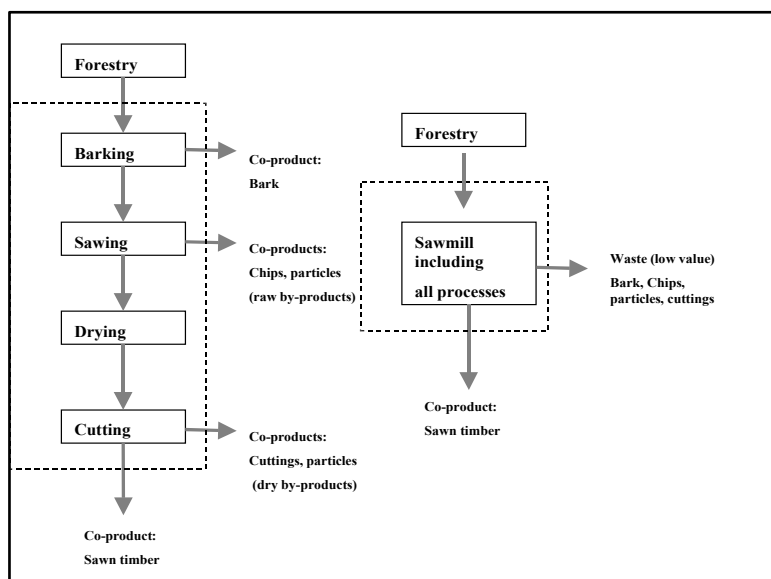 Forestry
Barking
Co-product:
Bark
Sawing
Co-products:
Chips, particles
(raw by-products)
Drying
Cutting
Co-products:
Cuttings, particles
(dry by-products)
Co-product:
Sawn timber
Forestry
Sawmill
including
all processes
Waste (low value)
Bark, Chips,
particles, cuttings
Co-product:
Sawn timber